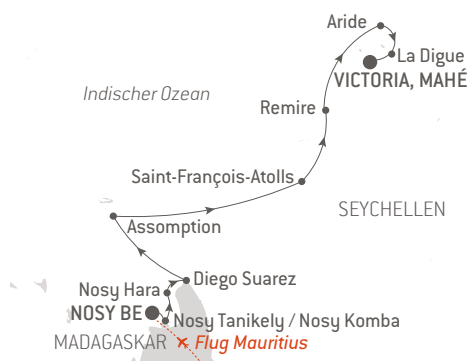 Aride
La Digue
VICTORIA, MAHÉ
Indischer Ozean
Remire
Saint-François-Atolls
SEYCHELLEN
Assomption
Diego Suarez
Nosy Hara
NOSY BE
Nosy Tanikely / Nosy Komba
MADAGASKAR
Flug Mauritius